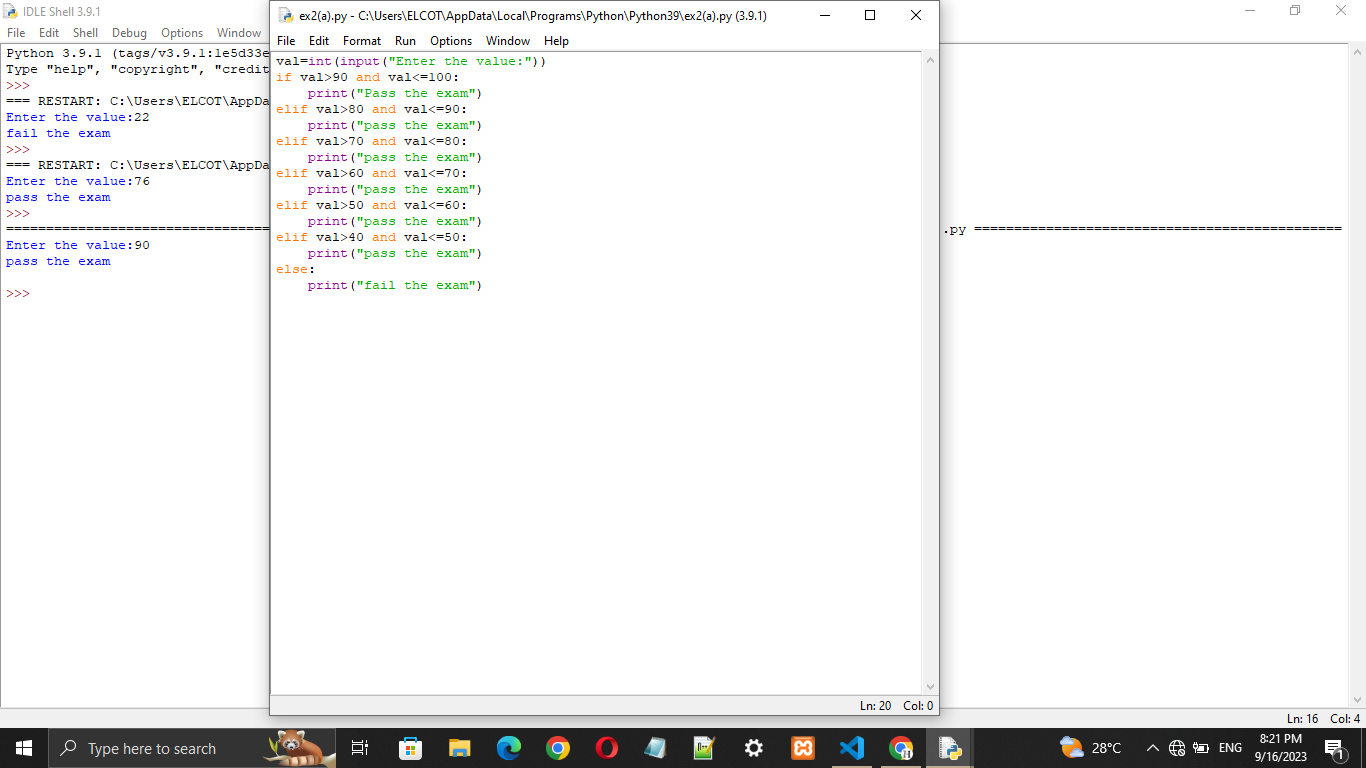 IDLE Shell 3.9.1
File Edit Shell Debug Options Window
Python 3.9.1 (tags/v3.9.1:1e5d33e
Type "help", "copyright", "credit
>>>
=== RESTART: C:\Users\ELCOT\AppDa
Enter the value:22
fail the exam
>>>
=== RESTART: C:\Users\ELCOT\AppDa
Enter the value:76
pass the exam
>>>
================================= .py ==============================================
Enter the value:90
pass the exam
>>>
ex2(a).py - C:\Users\ELCOT\AppData\Local\Programs\Python\Python39\ex2(a).py (3.9.1)
File Edit Format Run Options Window Help
val=int(input("Enter the value:"))
if val>90 and val<=100:
    print("Pass the exam")
elif val>80 and val<=90:
    print("pass the exam")
elif val>70 and val<=80:
    print("pass the exam")
elif val>60 and val<=70:
    print("pass the exam")
elif val>50 and val<=60:
    print("pass the exam")
elif val>40 and val<=50:
    print("pass the exam")
else:
    print("fail the exam")
Ln: 20 Col: 0
Ln: 16 Col: 4
Type here to search
28°C ENG 8:21 PM
9/16/2023
1